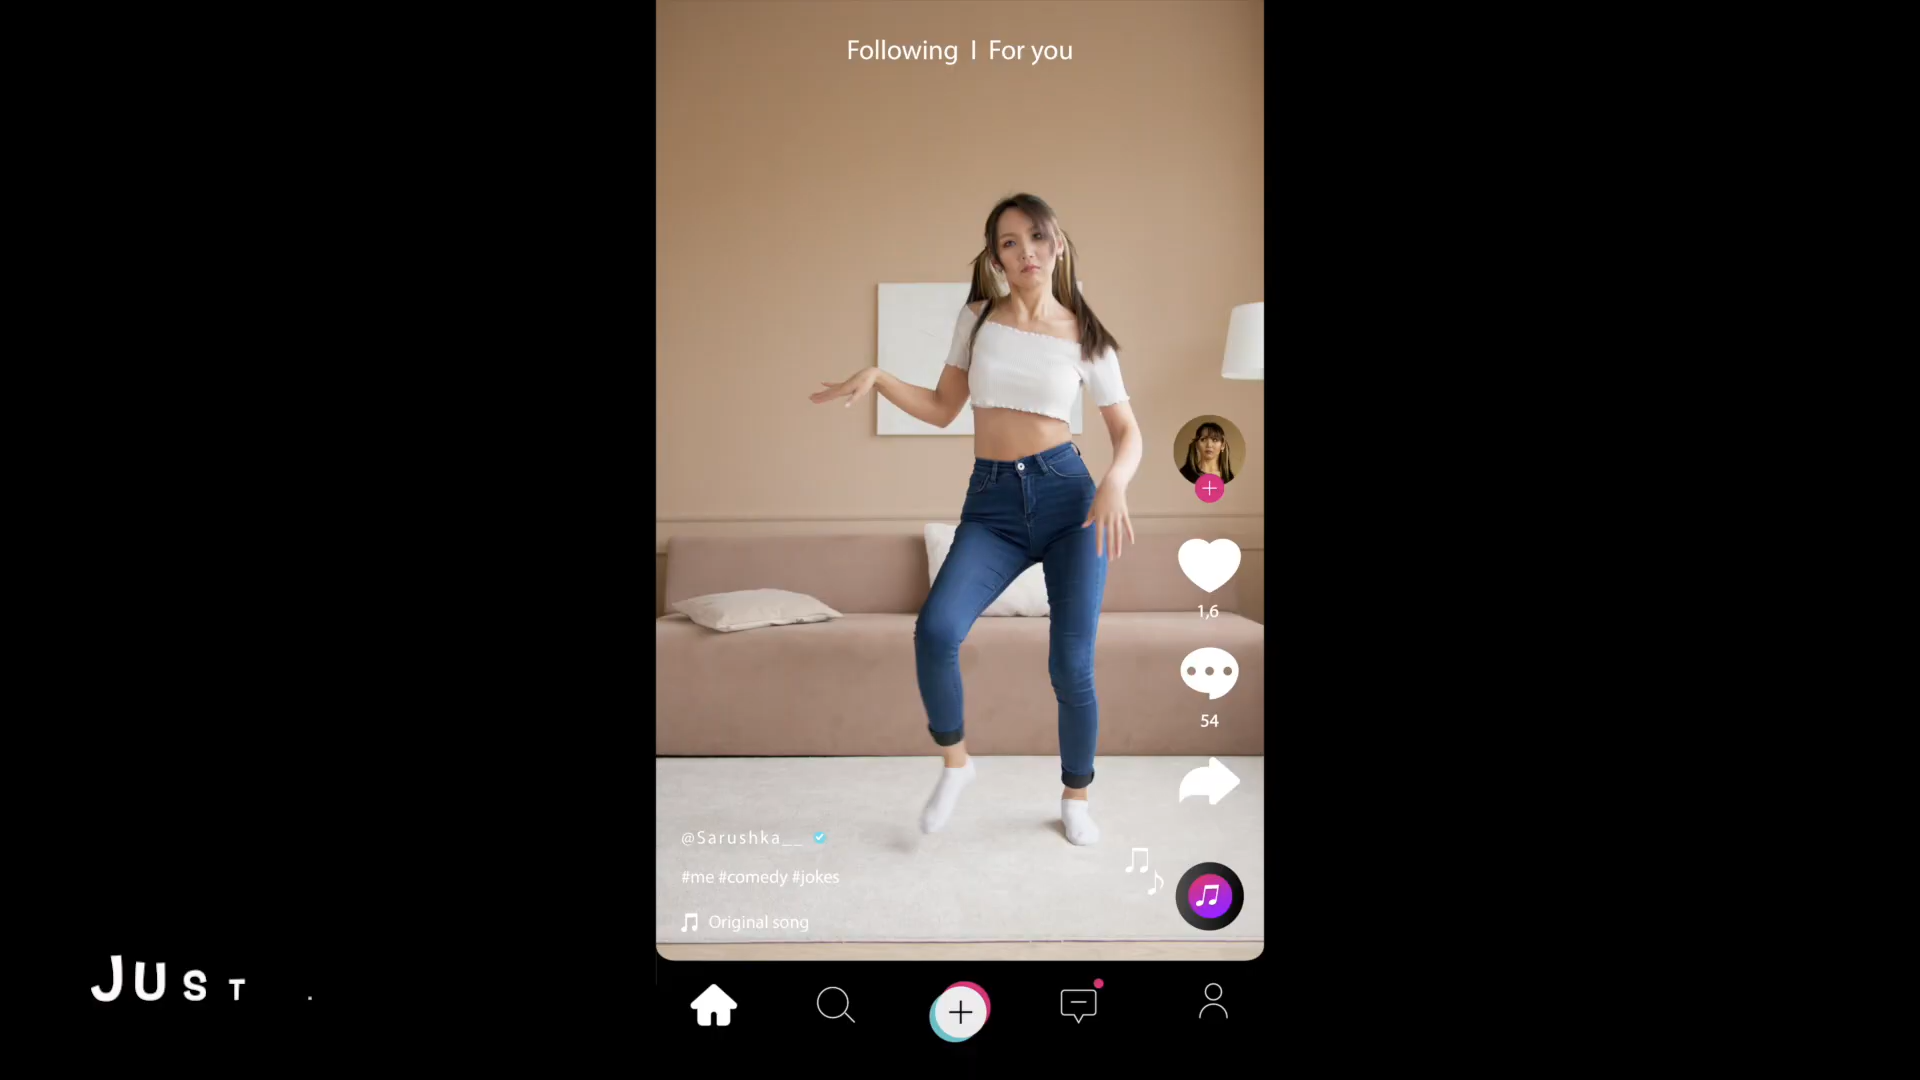 Following | For you
1,6
54
@Sarushka__
#me #comedy #jokes
Original song
JUST .